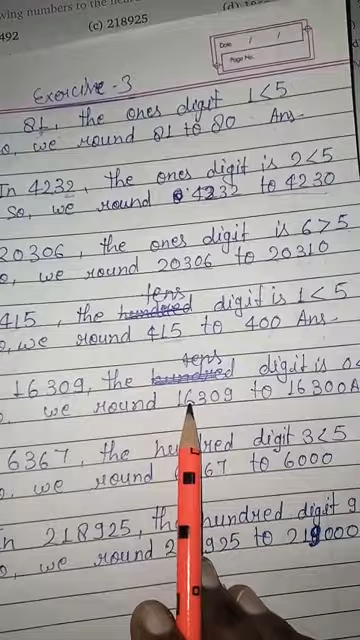 wing numbers to the near
492 (c) 218925 (d)
Date / /
Page No.
Exercise-3
81, the ones digit 1<5
o, we round 81 to 80 Ans-
In 4232, the ones digit is 2<5
So, we round 4232 to 4230
20306, the ones digit is 6>5
o, we round 20306 to 20310
tens
415, the hundred digit is 1<5
o, we round 415 to 400 Ans-
tens
16309, the hundred digit is 0<
we round 16309 to 16300 A
6367, the hundred digit 3<5
we round 67 to 6000
In 218925, the hundred digit 9
o, we round 2 925 to 219000